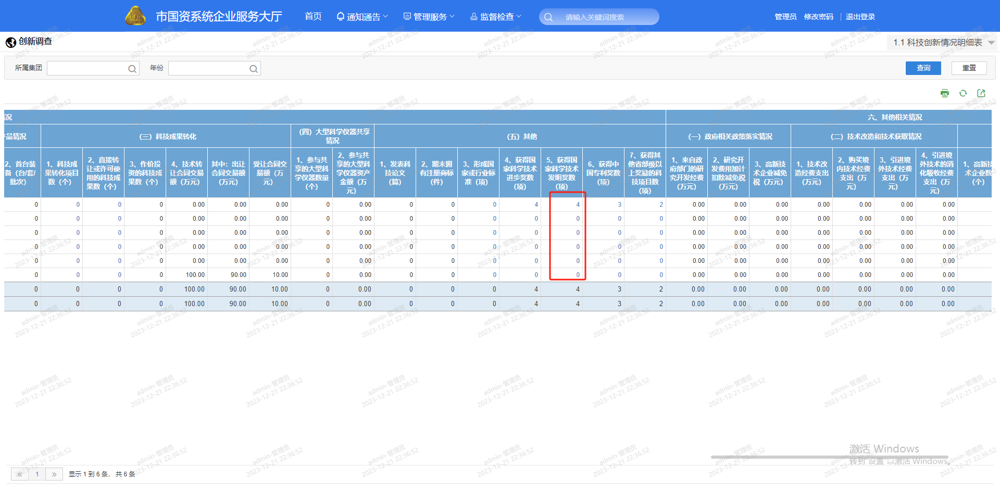 市国资系统企业服务大厅 首页 通知通告 管理服务 监督检查 请输入关键词搜索 管理员 修改密码 退出登录
创新调查 1.1 科技创新情况明细表
所属集团 年份 查询 重置
情况 六、其他相关情况
产品情况 （三）科技成果转化 （四）大型科学仪器共享情况 （五）其他 （一）政府相关政策落实情况 （二）技术改造和技术获取情况
2、首台装备（台/套/批次） 1、科技成果转化项目数（个） 2、直接转让或许可使用的科技成果数（个） 3、作价投资的科技成果数（个） 4、技术转让合同交易额（万元） 其中：出让合同交易额（万元） 受让合同交易额（万元） 1、参与共享的大型科学仪器数量（个） 2、参与共享的大型科学仪器资产金额（万元） 1、发表科技论文（篇） 2、期末拥有注册商标（件） 3、形成国家或行业标准（项） 4、获得国家科学技术进步奖数（项） 5、获得国家科学技术发明奖数（项） 6、获得中国专利奖数（项） 7、获得其他省部级以上奖励的科技项目数（项） 1、来自政府部门的研究开发经费（万元） 2、研究开发费用加计扣除减免税（万元） 3、高新技术企业减免税（万元） 1、技术改造经费支出（万元） 2、购买境内技术经费支出（万元） 3、引进境外技术经费支出（万元） 4、引进境外技术的消化吸收经费支出（万元） 1、高新技术企业数（个）
0 0 0 0 0.00 0.00 0.00 0 0.00 0 0 0 4 4 3 2 0.00 0.00 0.00 0.00 0.00 0.00 0.00
0 0 0 0 0.00 0.00 0.00 0 0.00 0 0 0 0 0 0 0 0.00 0.00 0.00 0.00 0.00 0.00 0.00
0 0 0 0 0.00 0.00 0.00 0 0.00 0 0 0 0 0 0 0 0.00 0.00 0.00 0.00 0.00 0.00 0.00
0 0 0 0 0.00 0.00 0.00 0 0.00 0 0 0 0 0 0 0 0.00 0.00 0.00 0.00 0.00 0.00 0.00
0 0 0 0 0.00 0.00 0.00 0 0.00 0 0 0 0 0 0 0 0.00 0.00 0.00 0.00 0.00 0.00 0.00
0 0 0 0 100.00 90.00 10.00 0 0.00 0 0 0 0 0 0 0 0.00 0.00 0.00 0.00 0.00 0.00 0.00
0 0 0 0 100.00 90.00 10.00 0 0.00 0 0 0 4 4 3 2 0.00 0.00 0.00 0.00 0.00 0.00 0.00
0 0 0 0 100.00 90.00 10.00 0 0.00 0 0 0 4 4 3 2 0.00 0.00 0.00 0.00 0.00 0.00 0.00
admin-管理员
2023-12-21 22:36:52
激活 Windows
转到"设置"以激活 Windows。
« 1 » 显示 1 到 6 条， 共 6 条